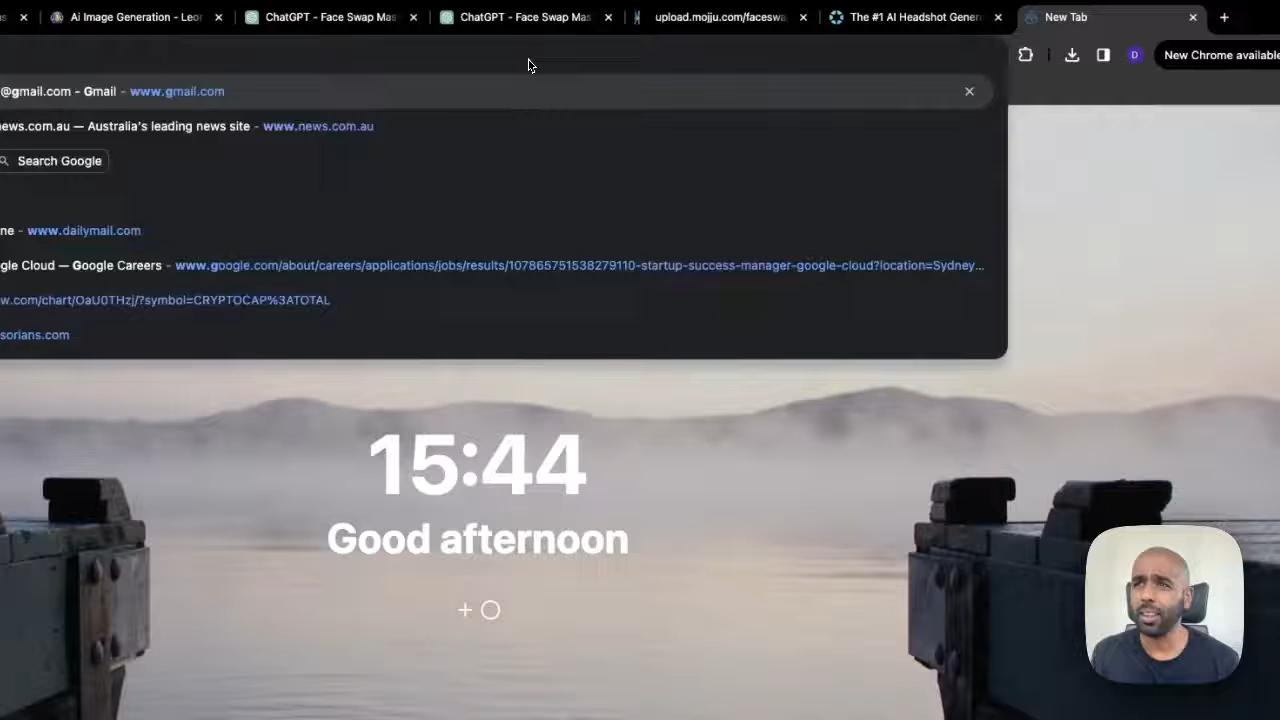 Ai Image Generation - Leo
ChatGPT - Face Swap Mas
ChatGPT - Face Swap Mas
upload.mojju.com/faceswa
The #1 AI Headshot Gener
New Tab
D
New Chrome available
@gmail.com - Gmail - www.gmail.com
ews.com.au — Australia's leading news site - www.news.com.au
Search Google
ne - www.dailymail.com
gle Cloud — Google Careers - www.google.com/about/careers/applications/jobs/results/107865751538279110-startup-success-manager-google-cloud?location=Sydney...
w.com/chart/OaU0THzj/?symbol=CRYPTOCAP%3ATOTAL
sorians.com
15:44
Good afternoon